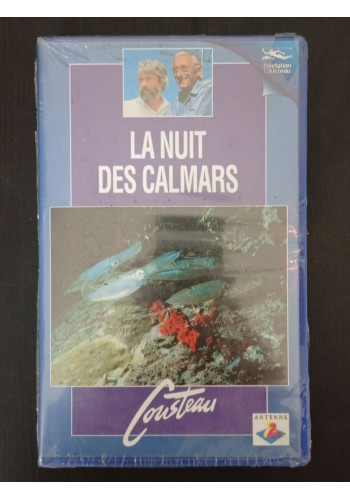 Fondation
Cousteau
LA NUIT
DES CALMARS
Cousteau
ANTENNE
2